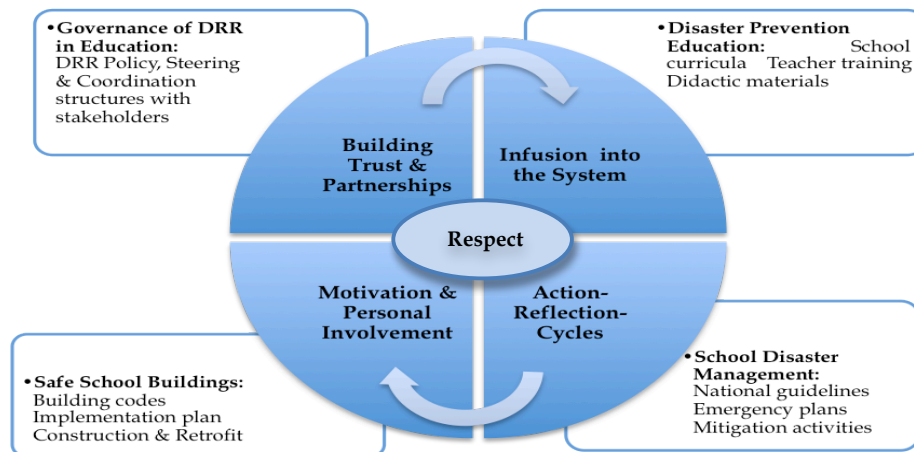 •Governance of DRR
in Education:
DRR Policy, Steering
& Coordination
structures with
stakeholders
•Disaster Prevention
Education: School
curricula Teacher training
Didactic materials
Building
Trust &
Partnerships
Infusion into
the System
Respect
Motivation &
Personal
Involvement
Action-
Reflection-
Cycles
•Safe School Buildings:
Building codes
Implementation plan
Construction & Retrofit
•School Disaster
Management:
National guidelines
Emergency plans
Mitigation activities